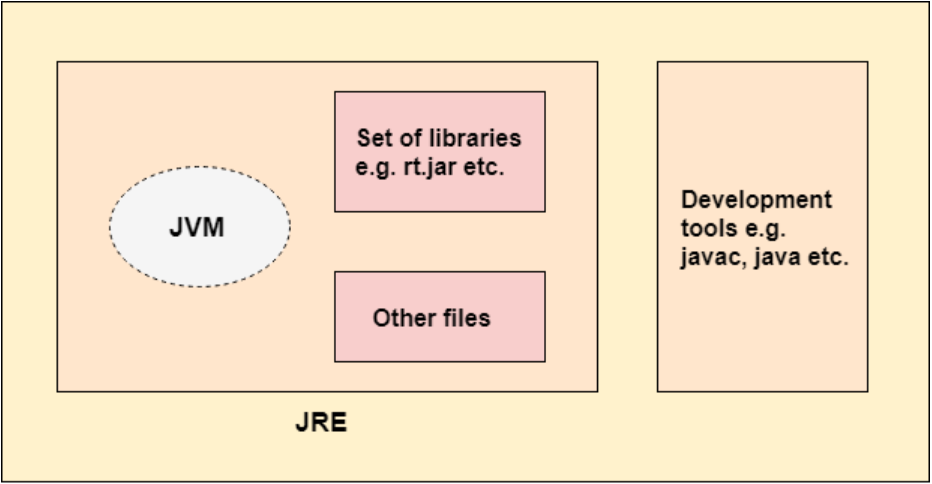 Set of libraries
e.g. rt.jar etc.
JVM
Other files
JRE
Development
tools e.g.
javac, java etc.